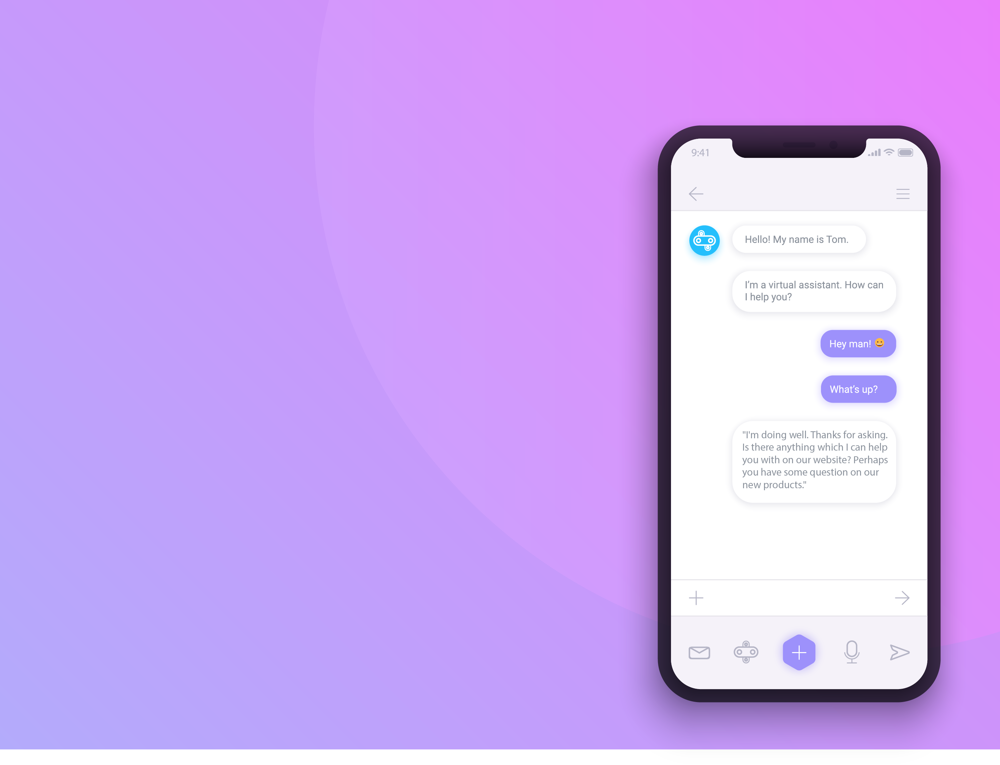 9:41
Hello! My name is Tom.
I’m a virtual assistant. How can
I help you?
Hey man! 😀
What’s up?
"I'm doing well. Thanks for asking.
Is there anything which I can help
you with on our website? Perhaps
you have some question on our
new products."